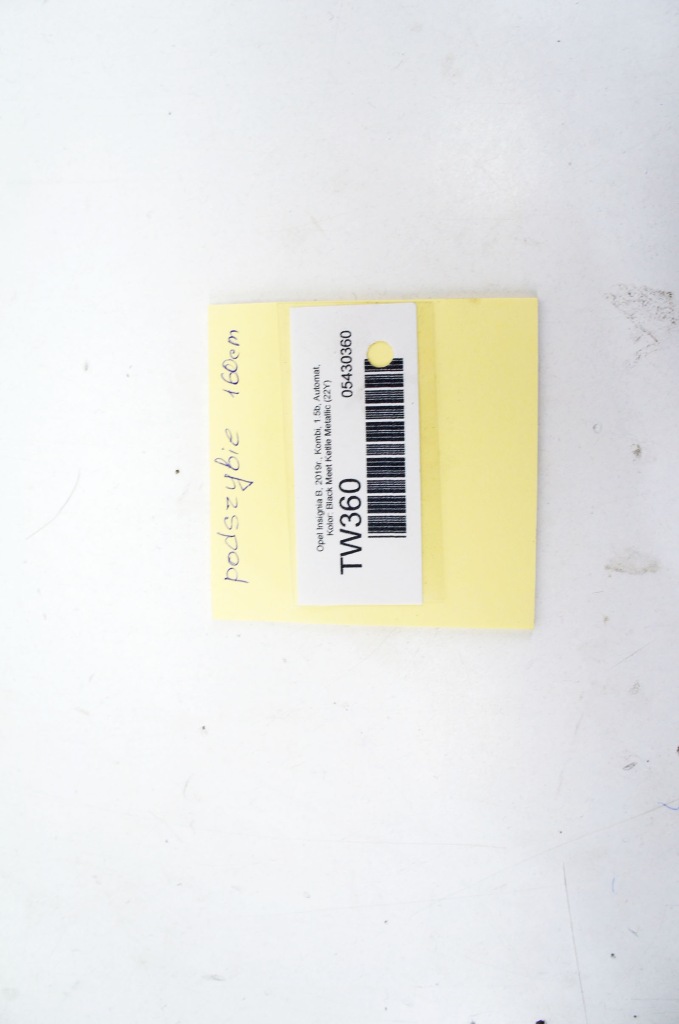 podszybie 160cm
Opel Insignia B, 2019r., Kombi, 1.5b, Automat,
Kolor: Black Meet Kettle Metallic (22Y)
TW360
05430360